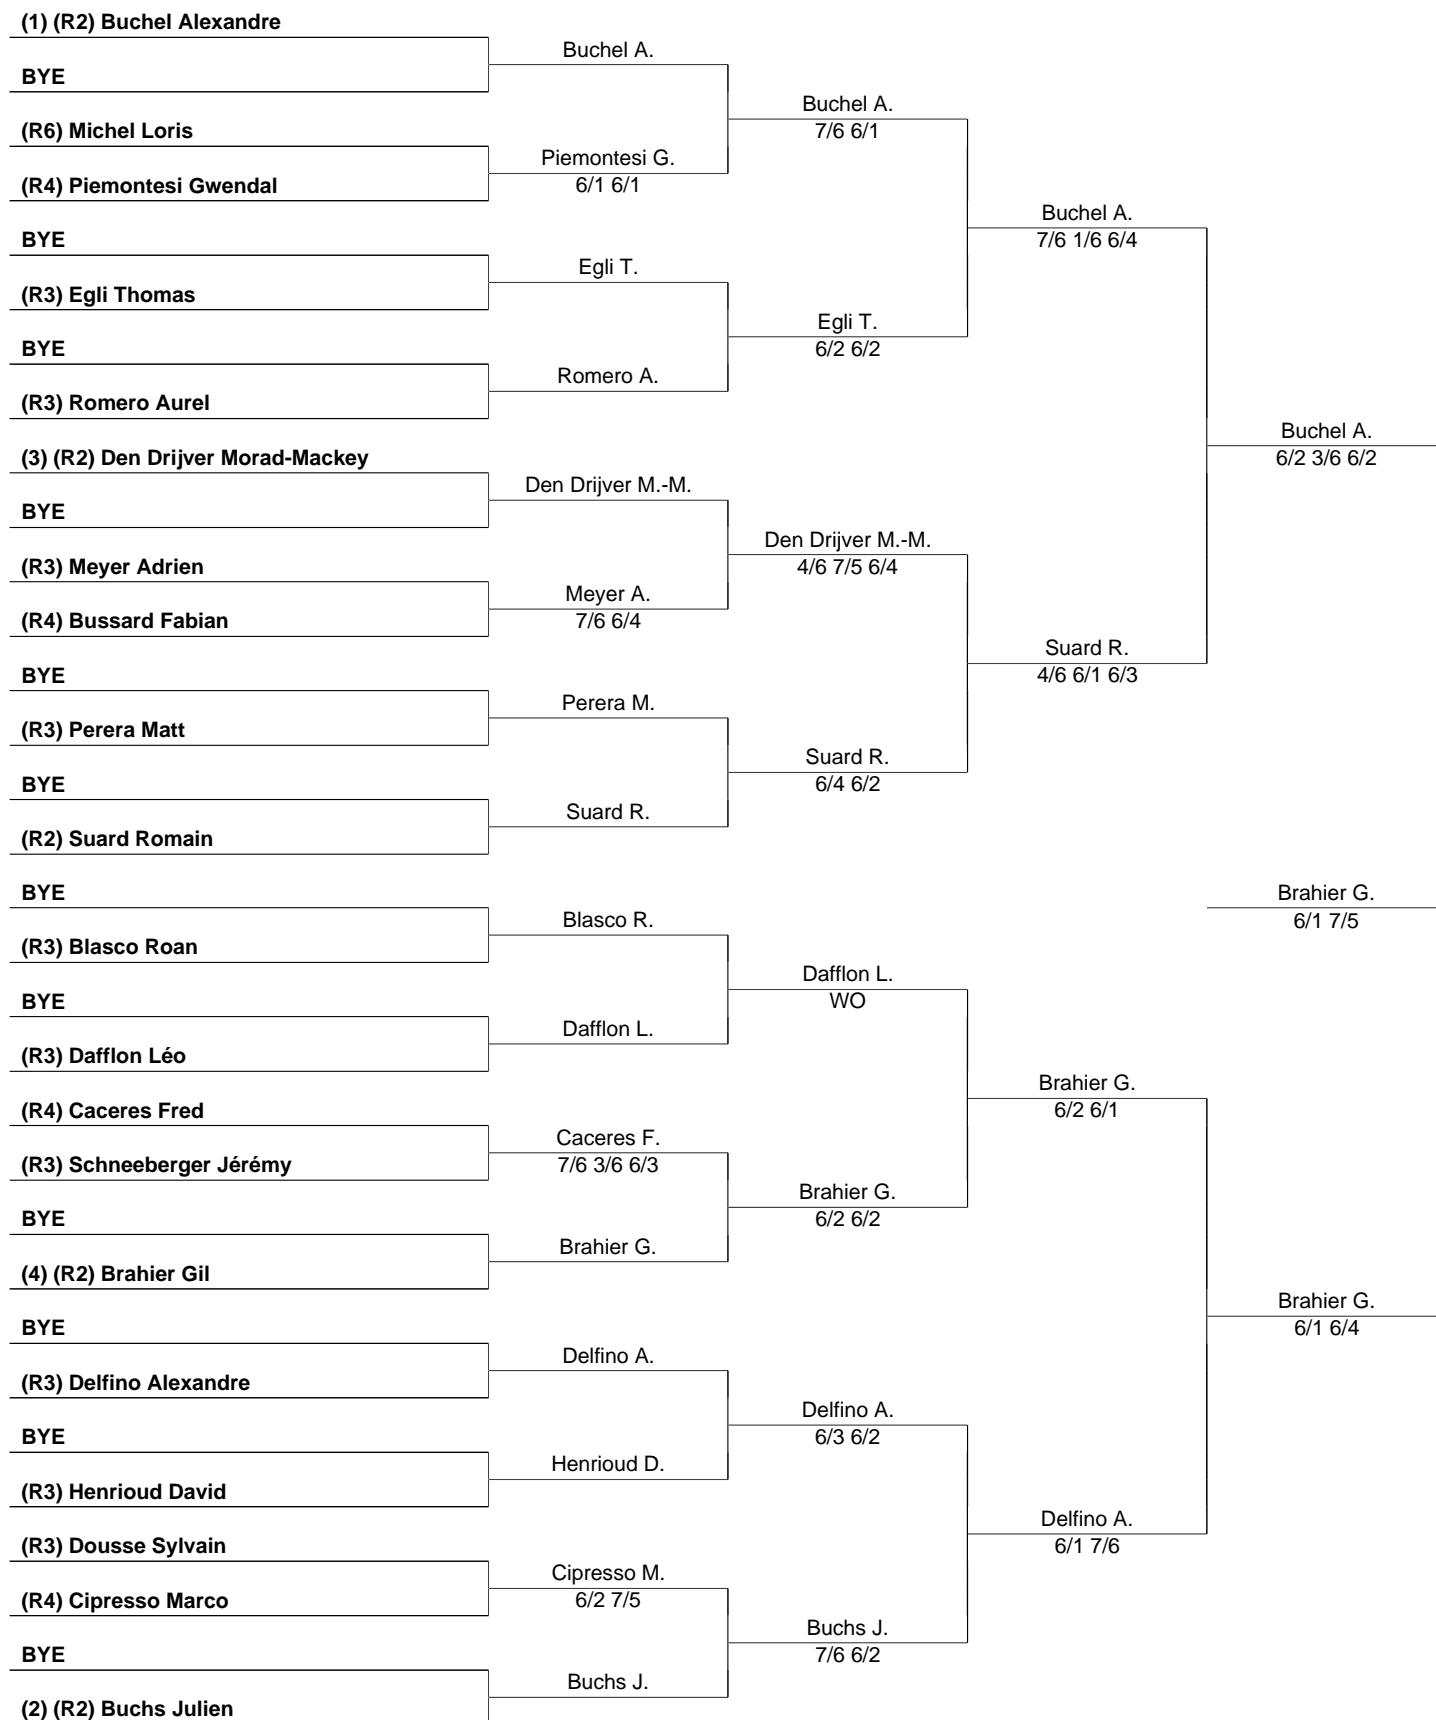 (1) (R2) Buchel Alexandre
BYE
(R6) Michel Loris
(R4) Piemontesi Gwendal
BYE
(R3) Egli Thomas
BYE
(R3) Romero Aurel
(3) (R2) Den Drijver Morad-Mackey
BYE
(R3) Meyer Adrien
(R4) Bussard Fabian
BYE
(R3) Perera Matt
BYE
(R2) Suard Romain
BYE
(R3) Blasco Roan
BYE
(R3) Dafflon Léo
(R4) Caceres Fred
(R3) Schneeberger Jérémy
BYE
(4) (R2) Brahier Gil
BYE
(R3) Delfino Alexandre
BYE
(R3) Henrioud David
(R3) Dousse Sylvain
(R4) Cipresso Marco
BYE
(2) (R2) Buchs Julien
Buchel A.
Piemontesi G.
6/1 6/1
Egli T.
Romero A.
Den Drijver M.-M.
Meyer A.
7/6 6/4
Perera M.
Suard R.
Blasco R.
Dafflon L.
Caceres F.
7/6 3/6 6/3
Brahier G.
Delfino A.
Henrioud D.
Cipresso M.
6/2 7/5
Buchs J.
Buchel A.
7/6 6/1
Egli T.
6/2 6/2
Den Drijver M.-M.
4/6 7/5 6/4
Suard R.
6/4 6/2
Dafflon L.
WO
Brahier G.
6/2 6/2
Delfino A.
6/3 6/2
Buchs J.
7/6 6/2
Buchel A.
7/6 1/6 6/4
Suard R.
4/6 6/1 6/3
Brahier G.
6/2 6/1
Delfino A.
6/1 7/6
Buchel A.
6/2 3/6 6/2
Brahier G.
6/1 7/5
Brahier G.
6/1 6/4